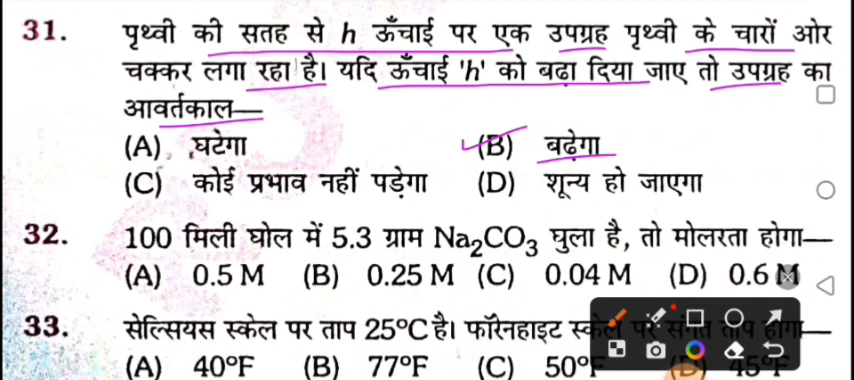 31. पृथ्वी की सतह से h ऊँचाई पर एक उपग्रह पृथ्वी के चारों ओर
चक्कर लगा रहा है। यदि ऊँचाई 'h' को बढ़ा दिया जाए तो उपग्रह का
आवर्तकाल—
(A) घटेगा (B) बढ़ेगा
(C) कोई प्रभाव नहीं पड़ेगा (D) शून्य हो जाएगा
32. 100 मिली घोल में 5.3 ग्राम Na₂CO₃ घुला है, तो मोलरता होगा—
(A) 0.5 M (B) 0.25 M (C) 0.04 M (D) 0.6 M
33. सेल्सियस स्केल पर ताप 25°C है। फॉरेनहाइट स्केल पर संगत ताप होगा—
(A) 40°F (B) 77°F (C) 50°F (D) 45°F